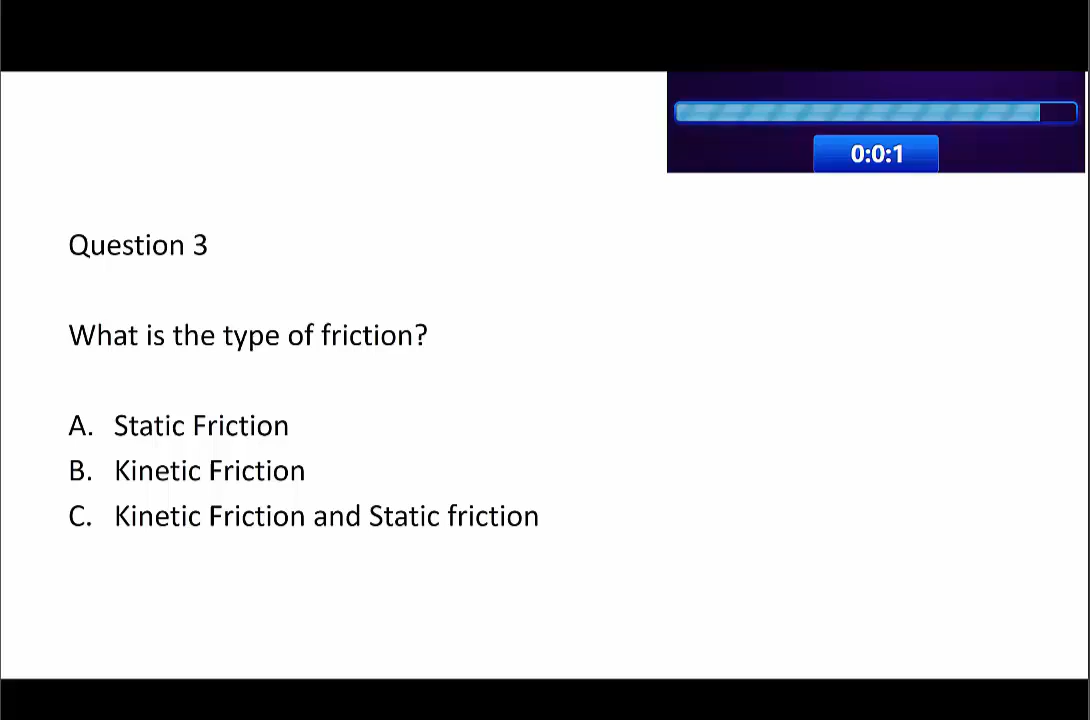 0:0:1
Question 3
What is the type of friction?
A. Static Friction
B. Kinetic Friction
C. Kinetic Friction and Static friction